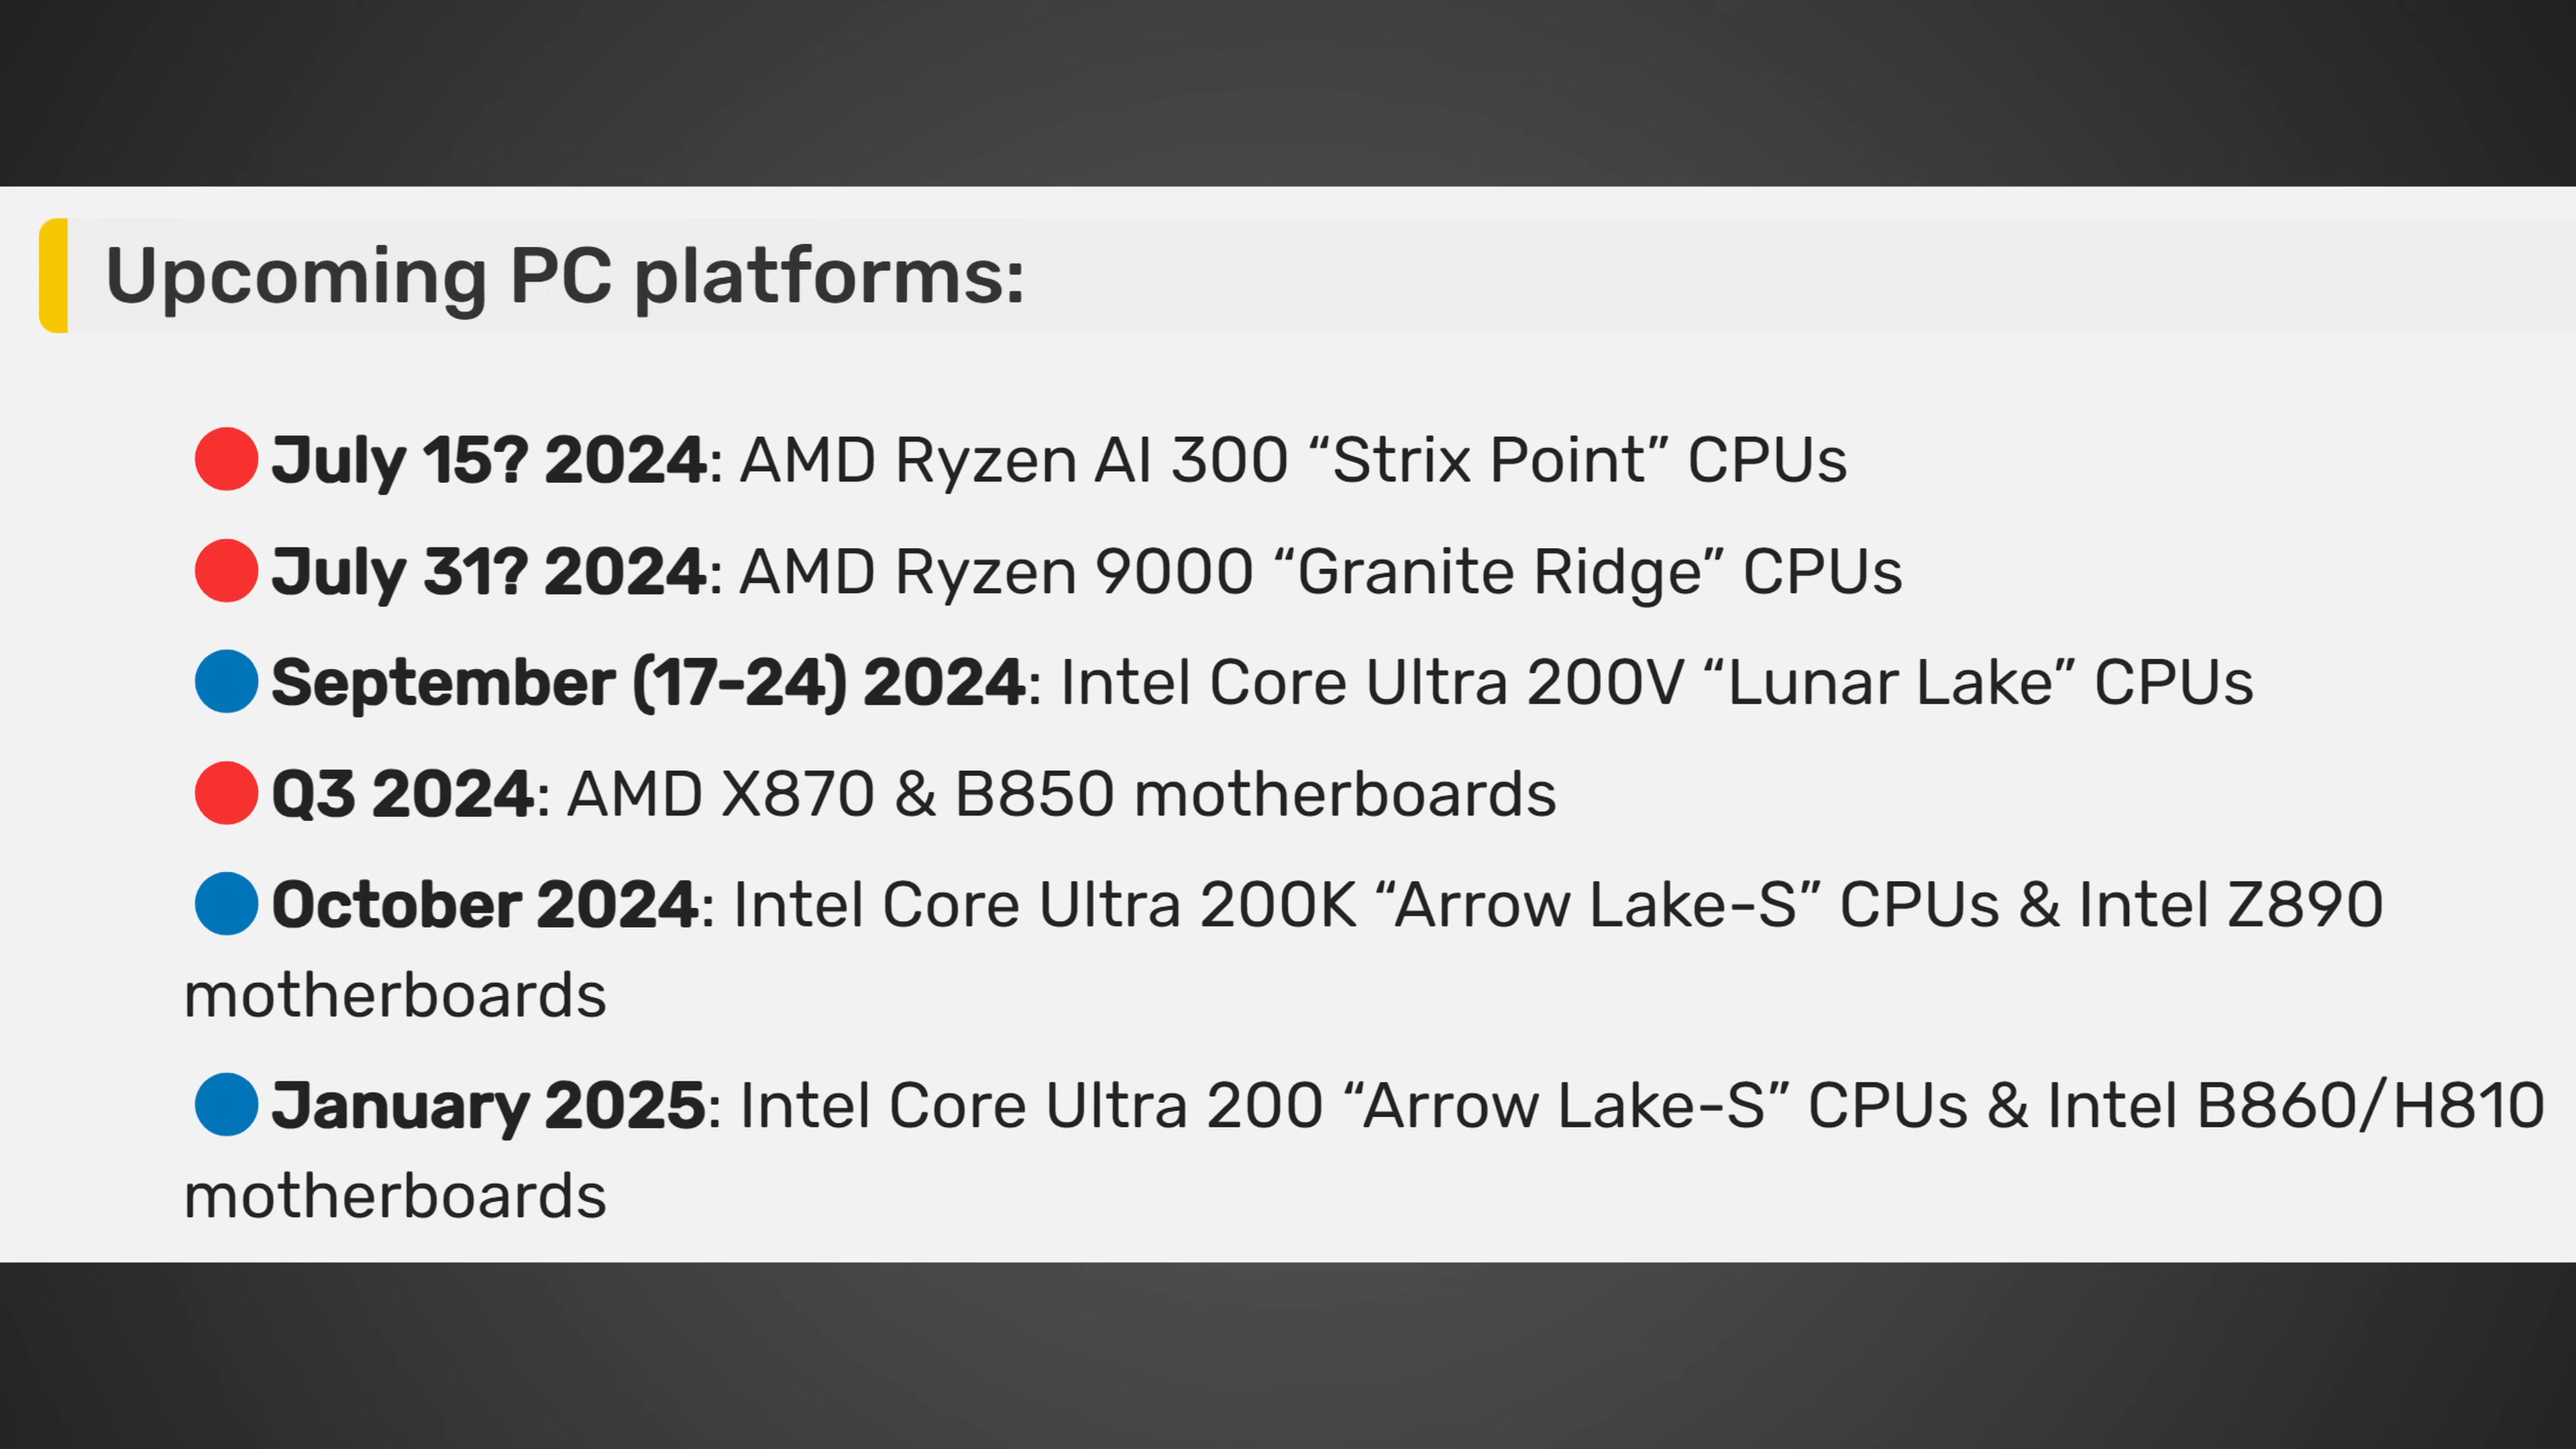 Upcoming PC platforms:
July 15? 2024: AMD Ryzen AI 300 “Strix Point” CPUs
July 31? 2024: AMD Ryzen 9000 “Granite Ridge” CPUs
September (17-24) 2024: Intel Core Ultra 200V “Lunar Lake” CPUs
Q3 2024: AMD X870 & B850 motherboards
October 2024: Intel Core Ultra 200K “Arrow Lake-S” CPUs & Intel Z890
motherboards
January 2025: Intel Core Ultra 200 “Arrow Lake-S” CPUs & Intel B860/H810
motherboards